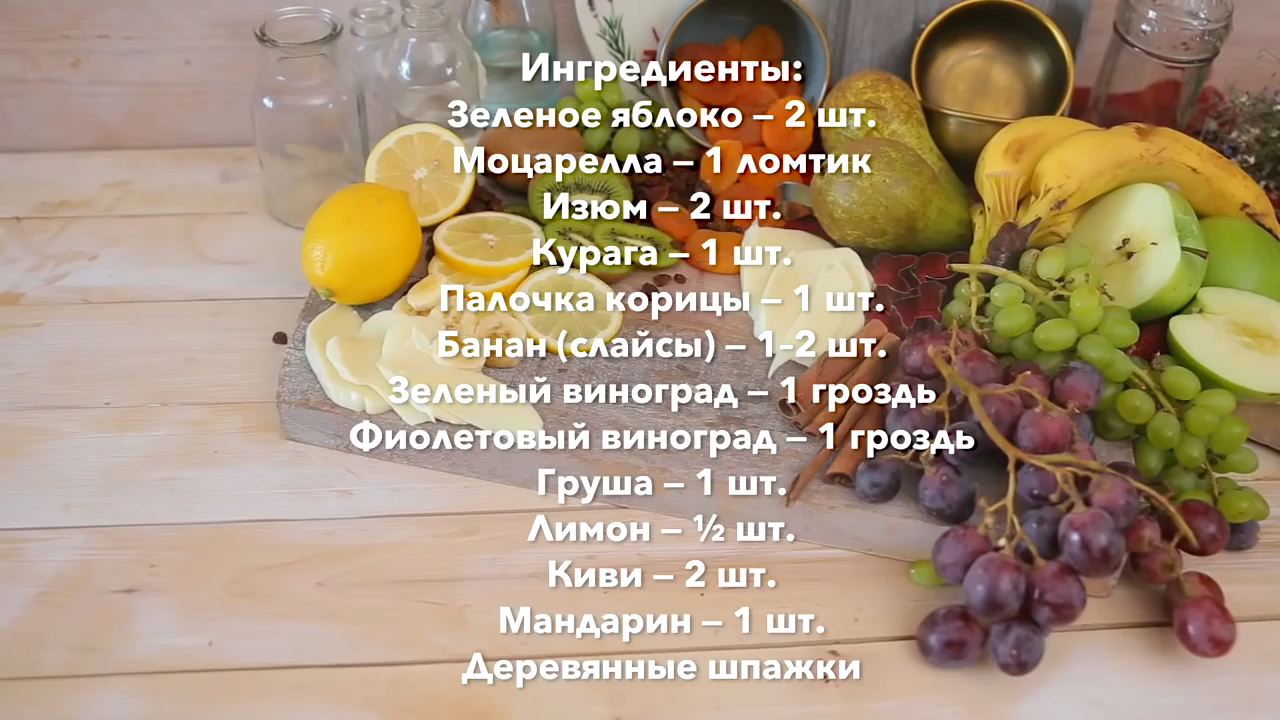 Ингредиенты:
Зеленое яблоко – 2 шт.
Моцарелла – 1 ломтик
Изюм – 2 шт.
Курага – 1 шт.
Палочка корицы – 1 шт.
Банан (слайсы) – 1-2 шт.
Зеленый виноград – 1 гроздь
Фиолетовый виноград – 1 гроздь
Груша – 1 шт.
Лимон – ½ шт.
Киви – 2 шт.
Мандарин – 1 шт.
Деревянные шпажки